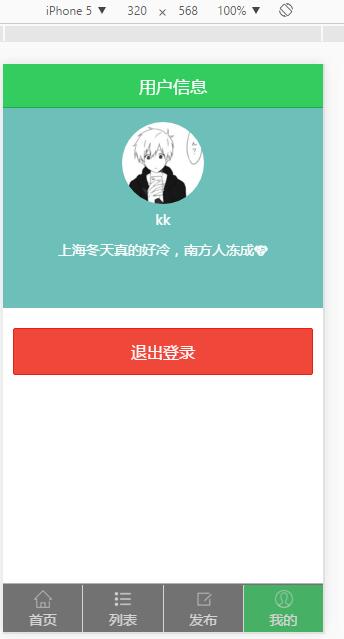 iPhone 5 ▼ 320 × 568 100% ▼
用户信息
kk
上海冬天真的好冷，南方人冻成
退出登录
首页 列表 发布 我的